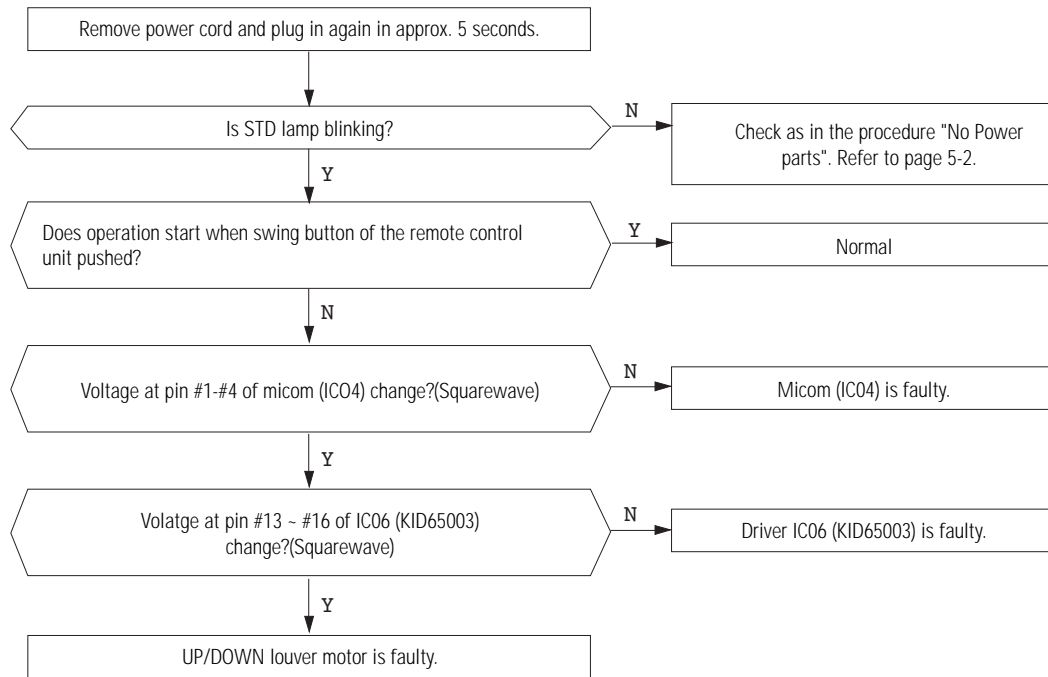 Remove power cord and plug in again in approx. 5 seconds.
Is STD lamp blinking?
N
Check as in the procedure "No Power
parts". Refer to page 5-2.
Y
Does operation start when swing button of the remote control
unit pushed?
Y
Normal
N
Voltage at pin #1-#4 of micom (ICO4) change?(Squarewave)
N
Micom (IC04) is faulty.
Y
Volatge at pin #13 ~ #16 of IC06 (KID65003)
change?(Squarewave)
N
Driver IC06 (KID65003) is faulty.
Y
UP/DOWN louver motor is faulty.